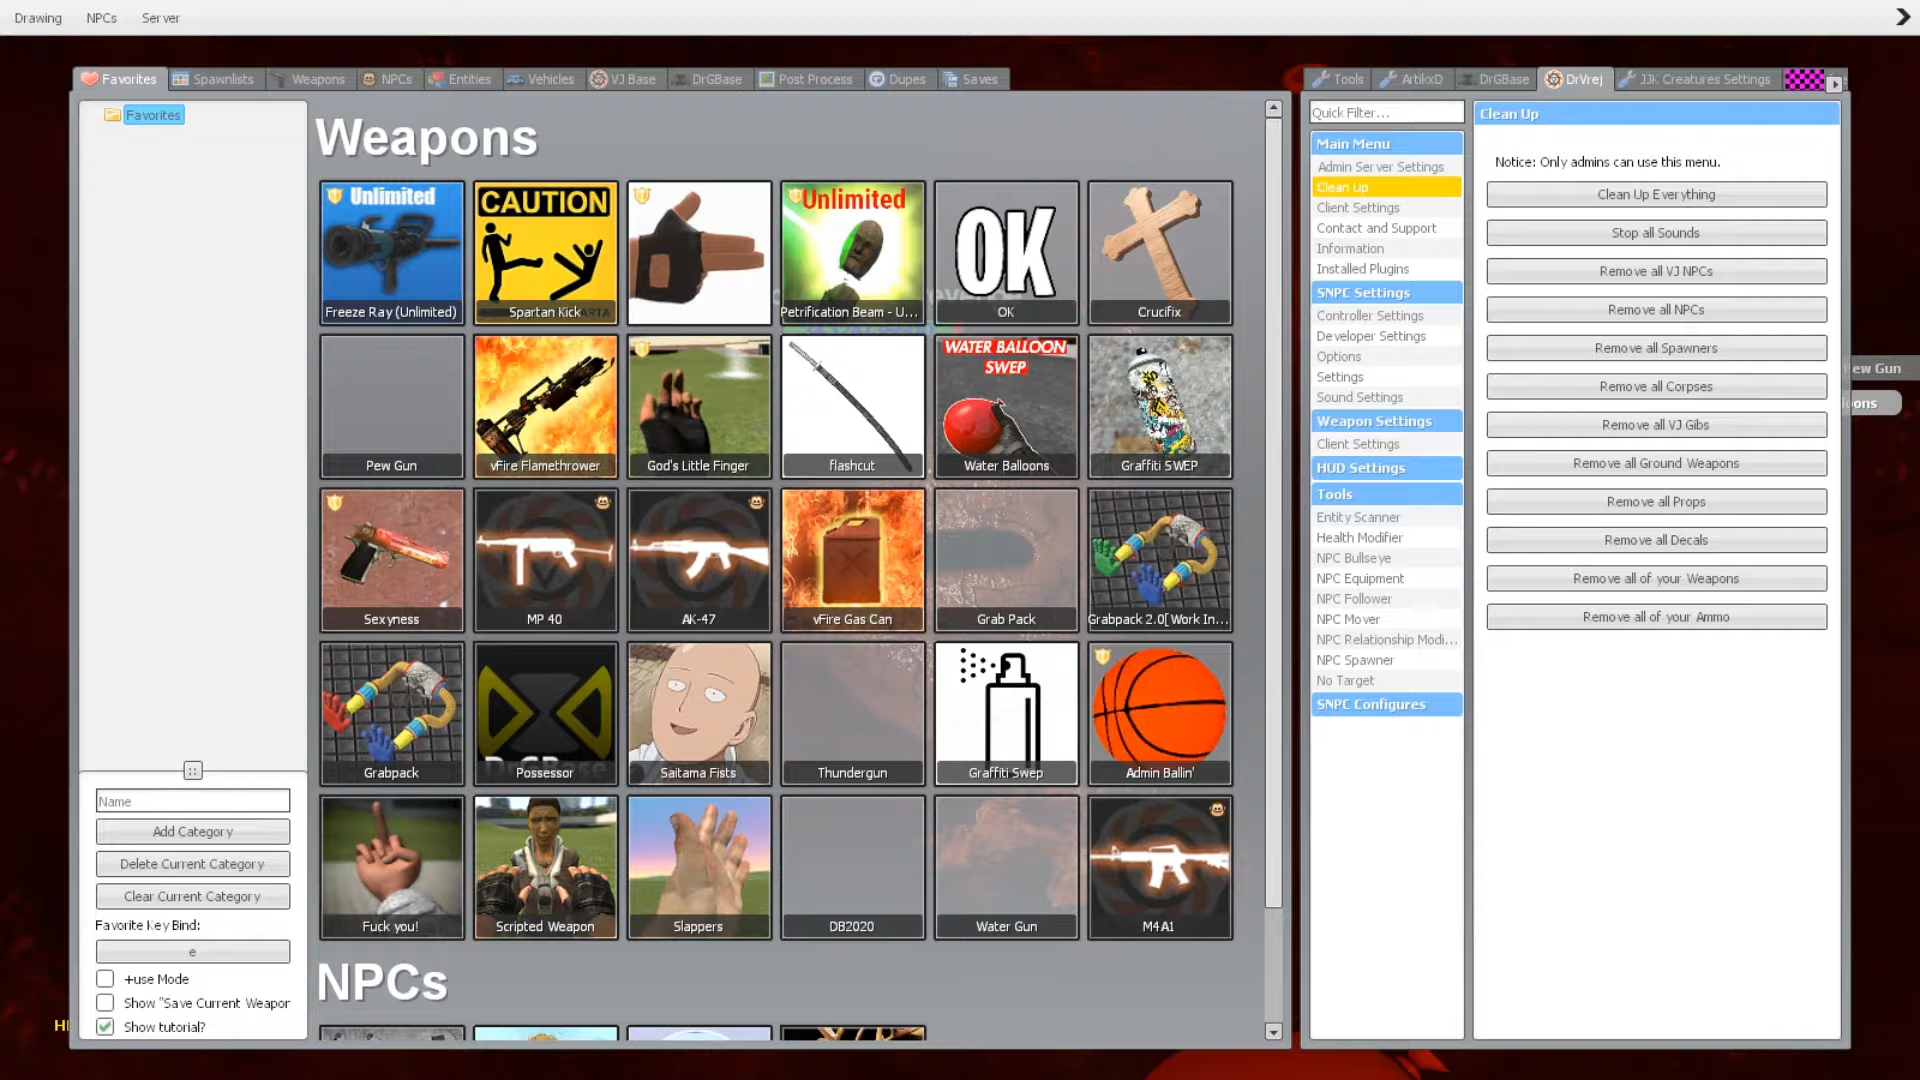 Drawing NPCs Server
Favorites Spawnlists Weapons NPCs Entities Vehicles VJ Base DrGBase Post Process Dupes Saves
Favorites
Name
Add Category
Delete Current Category
Clear Current Category
Favorite Key Bind:
e
+use Mode
Show "Save Current Weapon
Show tutorial?
Weapons
Unlimited
Freeze Ray (Unlimited)
CAUTION
Spartan Kick
Unlimited
Petrification Beam - U...
OK
OK
Crucifix
Pew Gun
vFire Flamethrower
God's Little Finger
flashcut
WATER BALLOON
SWEP
Water Balloons
Graffiti SWEP
Sexyness
MP 40
AK-47
vFire Gas Can
Grab Pack
Grabpack 2.0[Work In...
Grabpack
Possessor
Saitama Fists
Thundergun
Graffiti Swep
Admin Ballin'
Fuck you!
Scripted Weapon
Slappers
DB2020
Water Gun
M4A1
NPCs
Tools ArtikxD DrGBase DrVrej JJK Creatures Settings
Quick Filter...
Main Menu
Admin Server Settings
Clean Up
Client Settings
Contact and Support
Information
Installed Plugins
SNPC Settings
Controller Settings
Developer Settings
Options
Settings
Sound Settings
Weapon Settings
Client Settings
HUD Settings
Tools
Entity Scanner
Health Modifier
NPC Bullseye
NPC Equipment
NPC Follower
NPC Mover
NPC Relationship Modi...
NPC Spawner
No Target
SNPC Configures
Clean Up
Notice: Only admins can use this menu.
Clean Up Everything
Stop all Sounds
Remove all VJ NPCs
Remove all NPCs
Remove all Spawners
Remove all Corpses
Remove all VJ Gibs
Remove all Ground Weapons
Remove all Props
Remove all Decals
Remove all of your Weapons
Remove all of your Ammo
ew Gun
oons